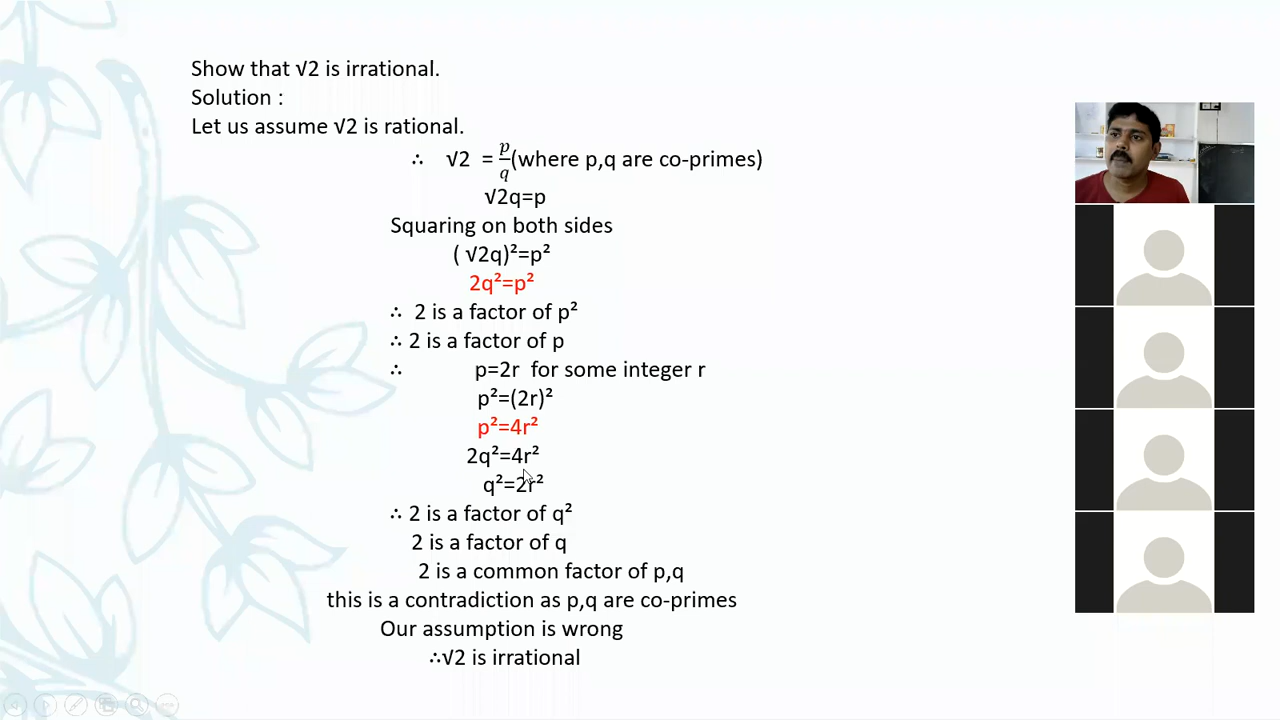 Show that √2 is irrational.
Solution :
Let us assume √2 is rational.
∴ √2 = p/q (where p,q are co-primes)
√2q=p
Squaring on both sides
( √2q)²=p²
2q²=p²
∴ 2 is a factor of p²
∴ 2 is a factor of p
∴ p=2r for some integer r
p²=(2r)²
p²=4r²
2q²=4r²
q²=2r²
∴ 2 is a factor of q²
2 is a factor of q
2 is a common factor of p,q
this is a contradiction as p,q are co-primes
Our assumption is wrong
∴√2 is irrational